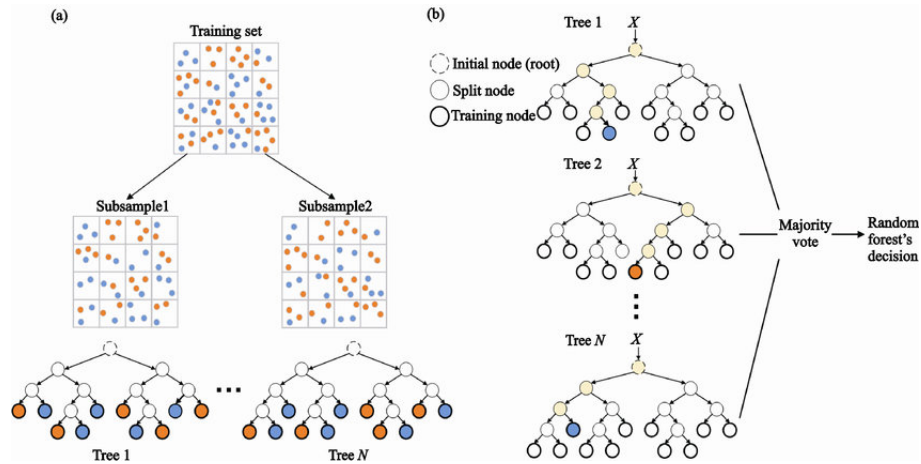 (a)
Training set
Subsample1
Subsample2
Tree 1
Tree N
(b)
Tree 1
X
Initial node (root)
Split node
Training node
Tree 2
X
Tree N
X
Majority
vote
Random
forest's
decision